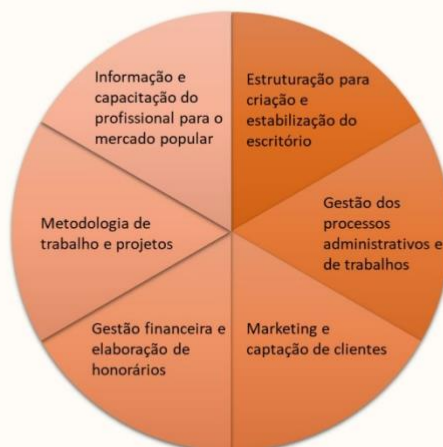 Informação e
capacitação do
profissional para o
mercado popular
Estruturação para
criação e
estabilização do
escritório
Gestão dos
processos
administrativos e
de trabalhos
Marketing e
captação de clientes
Gestão financeira e
elaboração de
honorários
Metodologia de
trabalho e projetos